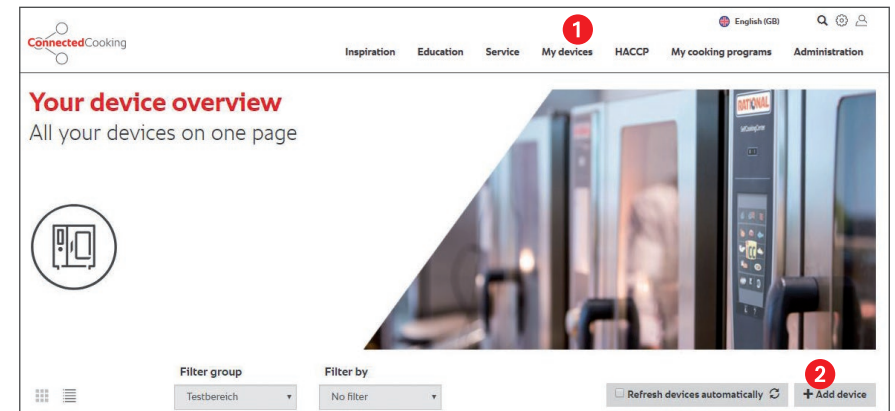 English (GB)
ConnectedCooking
1
Inspiration Education Service My devices HACCP My cooking programs Administration
Your device overview
All your devices on one page
RATIONAL
SelfCookingCenter
2
Filter group Filter by
Testbereich No filter Refresh devices automatically + Add device